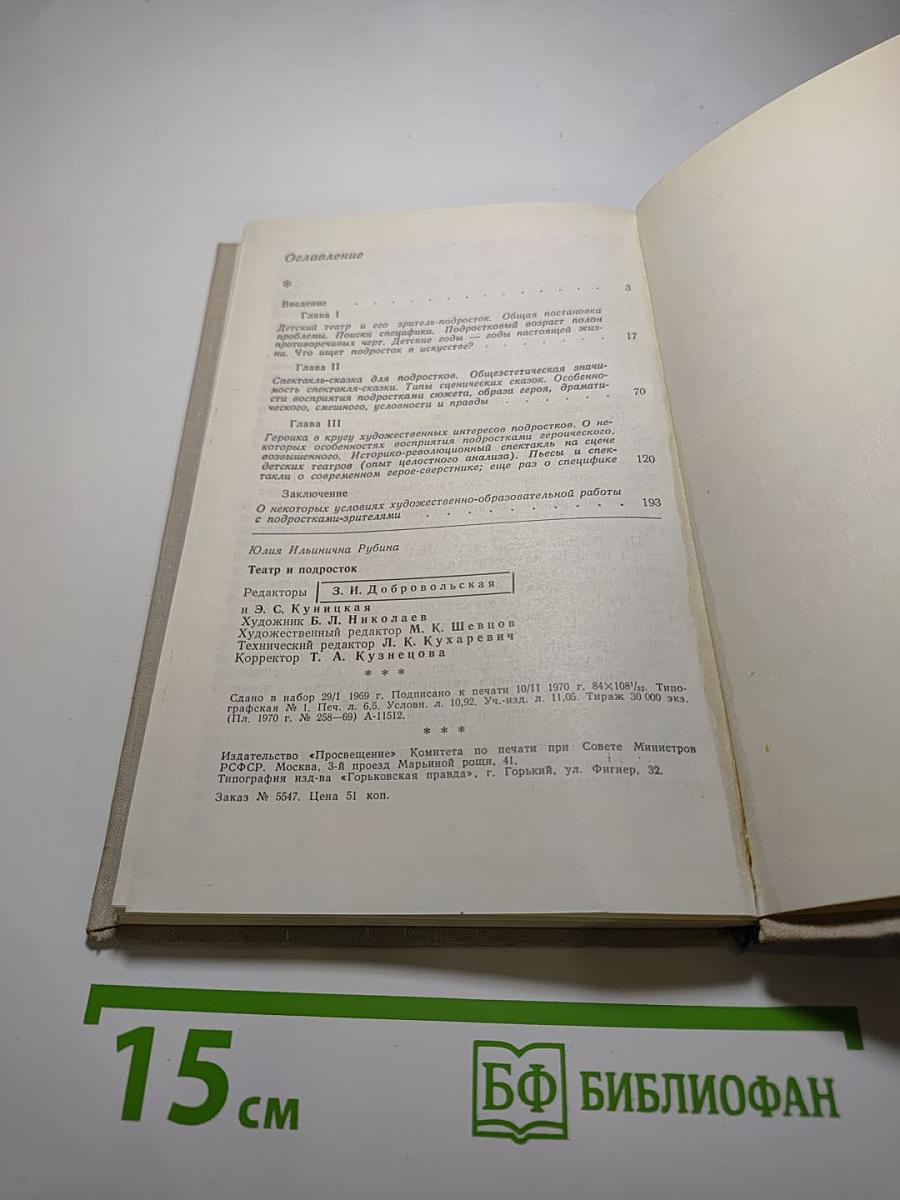 Оглавление
*
Введение . . . . . . . . . . . . . 3
Глава I
Детский театр и его зритель-подросток. Общая постановка
проблемы. Поиски специфики. Подростковый возраст полон
противоречивых черт. Детские годы — годы настоящей жиз-
ни. Что ищет подросток в искусстве? . . . . . . . 17
Глава II
Спектакль-сказка для подростков. Общеэстетическая значи-
мость спектакля-сказки. Типы сценических сказок. Особенно-
сти восприятия подростками сюжета, образа героя, драмати-
ческого, смешного, условности и правды . . . . . . 70
Глава III
Героика в кругу художественных интересов подростков. О не-
которых особенностях восприятия подростками героического,
возвышенного. Историко-революционный спектакль на сцене
детских театров (опыт целостного анализа). Пьесы и спек-
такли о современном герое-сверстнике; еще раз о специфике 120
Заключение
О некоторых условиях художественно-образовательной работы
с подростками-зрителями . . . . . . . . . . 193
Юлия Ильинична Рубина
Театр и подросток
Редакторы З. И. Добровольская
и Э. С. Куницкая
Художник Б. Л. Николаев
Художественный редактор М. К. Шевцов
Технический редактор Л. К. Кухаревич
Корректор Т. А. Кузнецова
* * *
Сдано в набор 29/I 1969 г. Подписано к печати 10/II 1970 г. 84×108¹/₃₂. Типо-
графская № 1. Печ. л. 6,5. Условн. л. 10,92. Уч.-изд. л. 11,05. Тираж 30 000 экз.
(Пл. 1970 г. № 258—69) А-11512.
* * *
Издательство «Просвещение» Комитета по печати при Совете Министров
РСФСР. Москва, 3-й проезд Марьиной рощи, 41.
Типография изд-ва «Горьковская правда», г. Горький, ул. Фигнер, 32.
Заказ № 5547. Цена 51 коп.
15 см
БФ БИБЛИОФАН